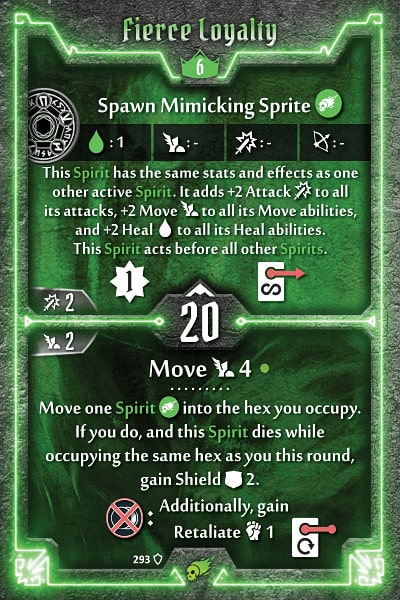 Fierce Loyalty
6
Spawn Mimicking Sprite
:1 :- :- :-
This Spirit has the same stats and effects as one
other active Spirit. It adds +2 Attack to all
its attacks, +2 Move to all its Move abilities,
and +2 Heal to all its Heal abilities.
This Spirit acts before all other Spirits.
1
2
20
2
Move 4
Move one Spirit into the hex you occupy.
If you do, and this Spirit dies while
occupying the same hex as you this round,
gain Shield 2.
: Additionally, gain
Retaliate 1
293